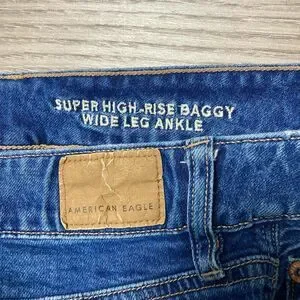 SUPER HIGH-RISE BAGGY
WIDE LEG ANKLE
AMERICAN EAGLE